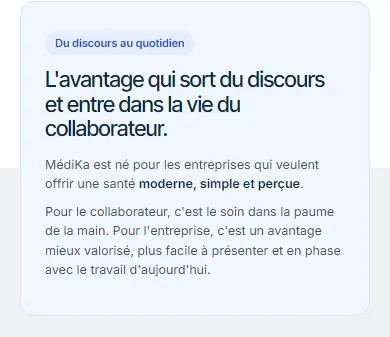 Du discours au quotidien
L'avantage qui sort du discours
et entre dans la vie du
collaborateur.
MédiKa est né pour les entreprises qui veulent
offrir une santé moderne, simple et perçue.
Pour le collaborateur, c'est le soin dans la paume
de la main. Pour l'entreprise, c'est un avantage
mieux valorisé, plus facile à présenter et en phase
avec le travail d'aujourd'hui.